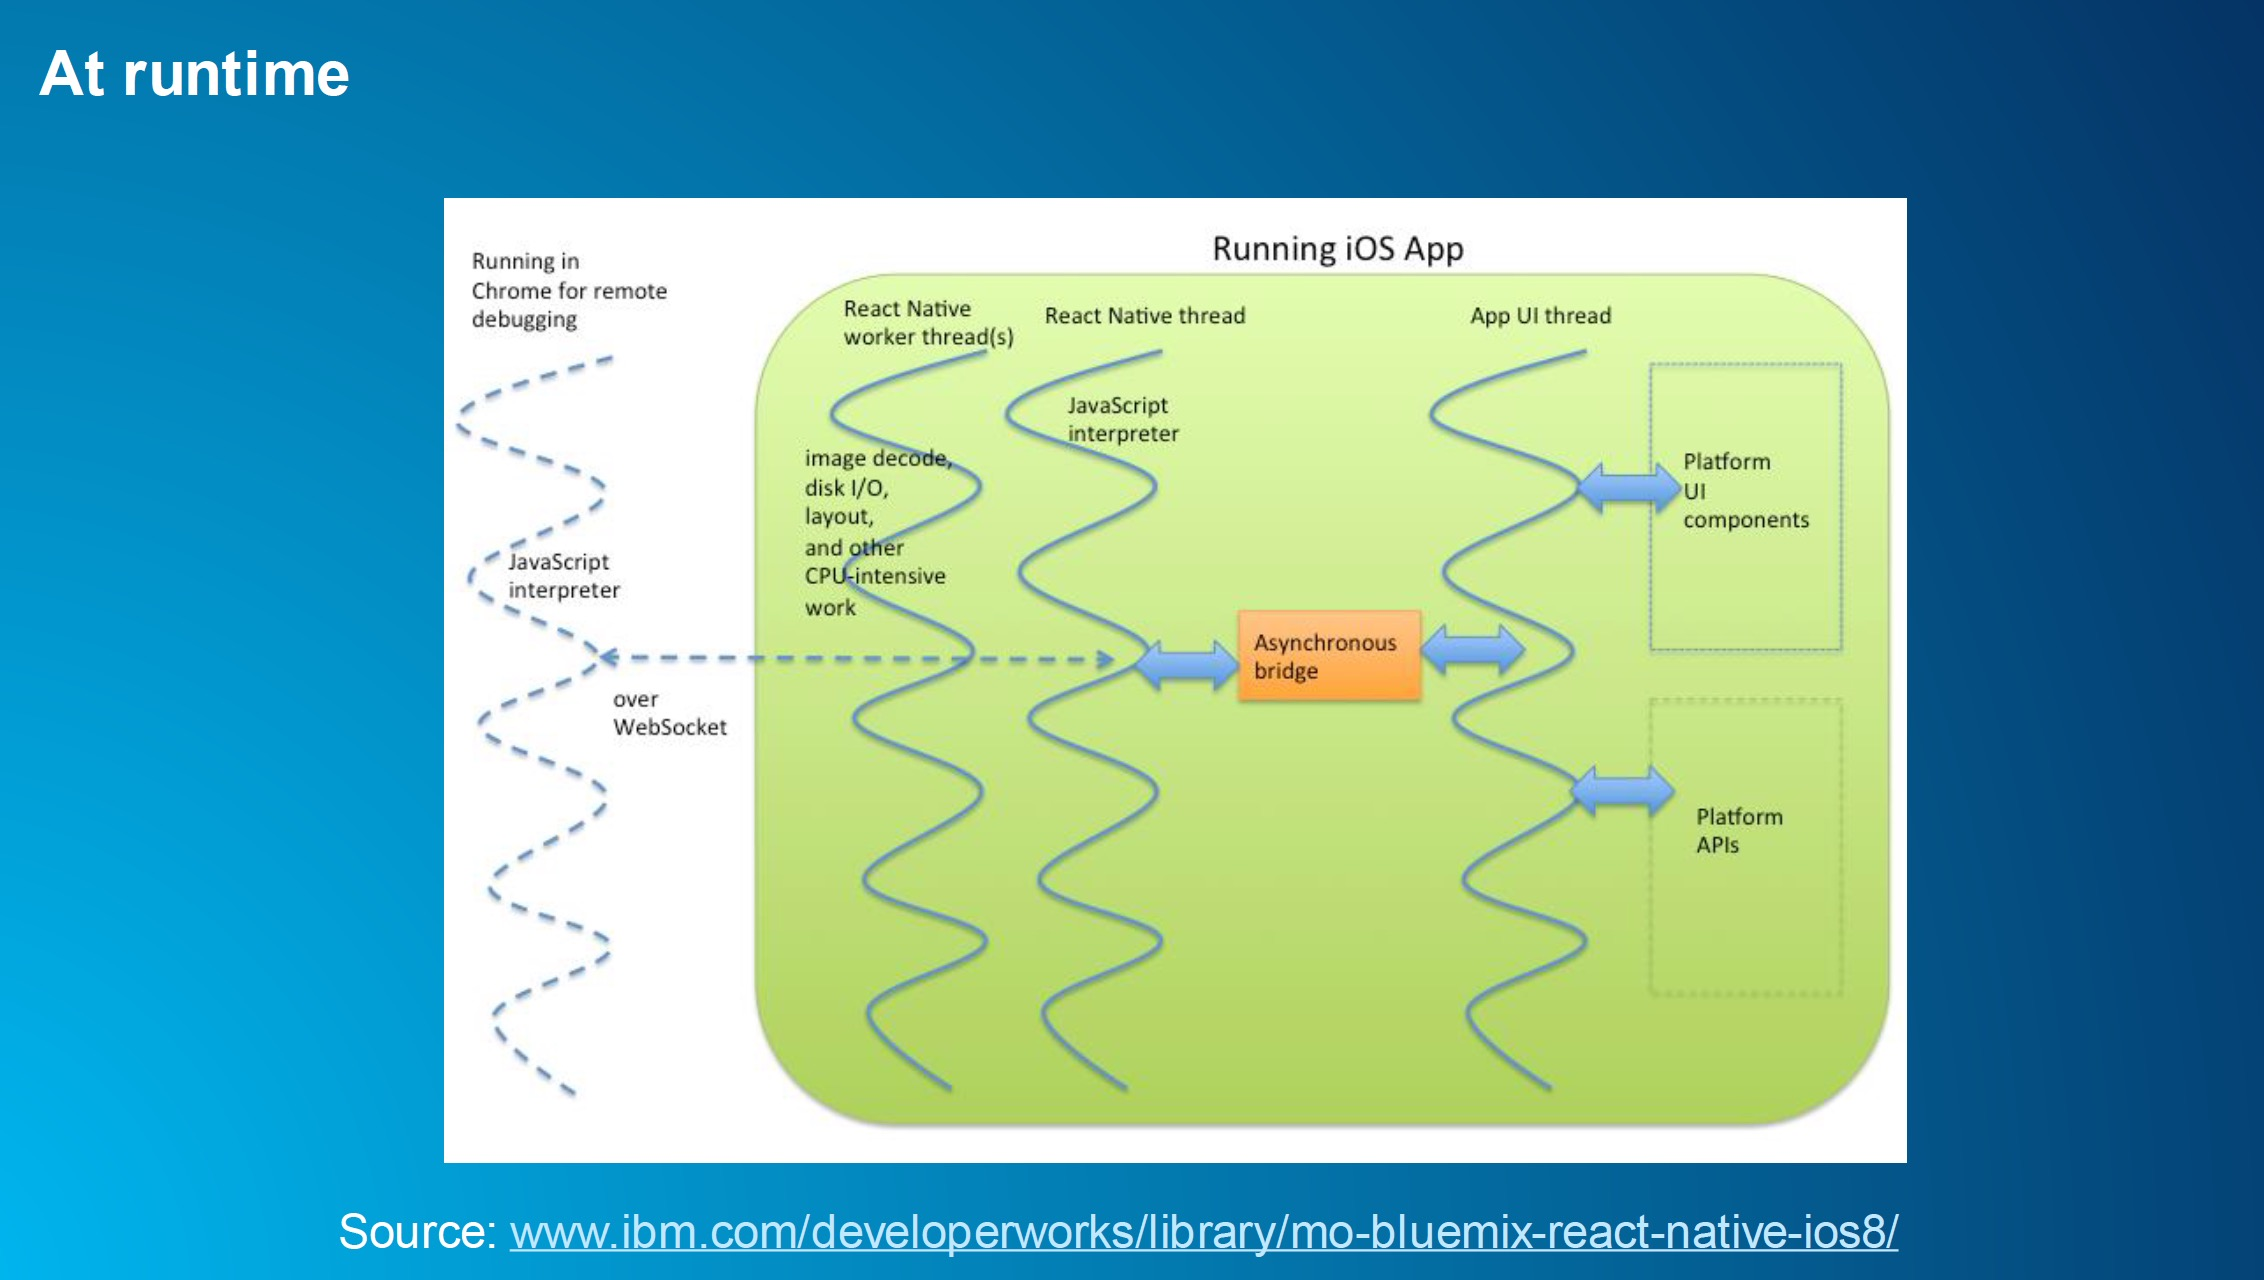 At runtime
Running iOS App
Running in
Chrome for remote
debugging
React Native
worker thread(s)
React Native thread
App UI thread
JavaScript
interpreter
image decode,
disk I/O,
layout,
and other
CPU-intensive
work
Platform
UI
components
JavaScript
interpreter
Asynchronous
bridge
over
WebSocket
Platform
APIs
Source: www.ibm.com/developerworks/library/mo-bluemix-react-native-ios8/